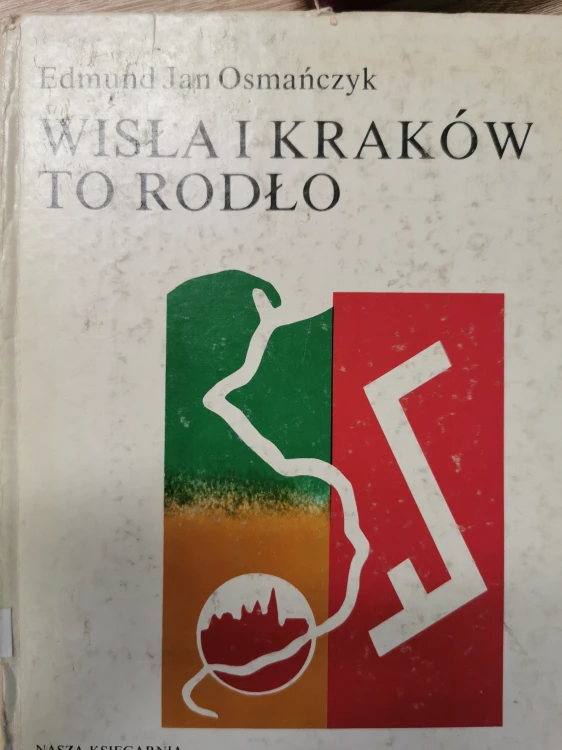 Edmund Jan Osmańczyk
WISŁA I KRAKÓW
TO RODŁO
NASZA KSIĘGARNIA